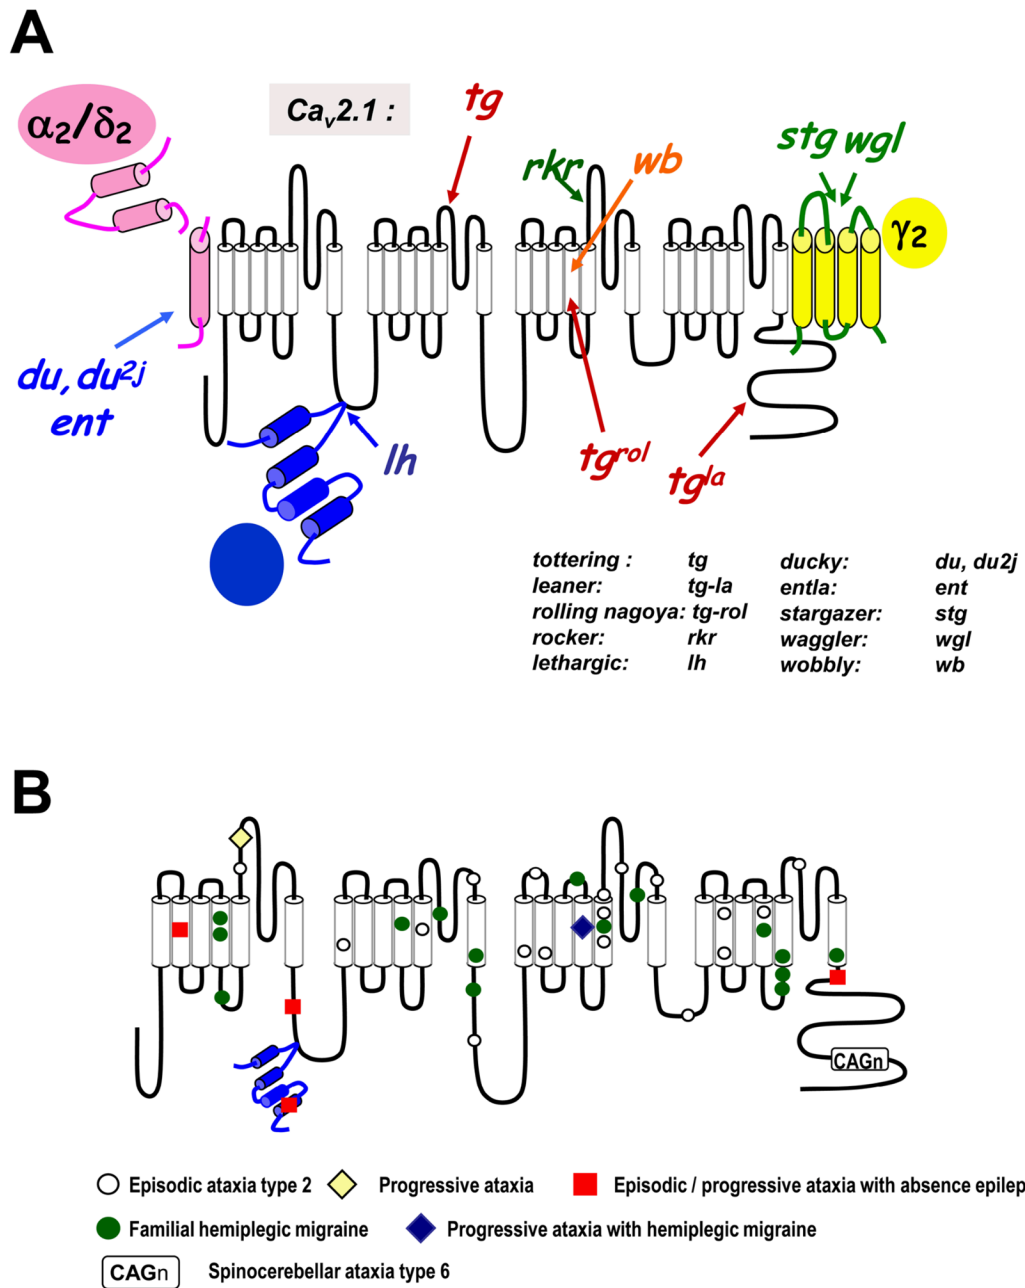 A
α2/δ2
Cav2.1 :
tg
rkr
wb
stg wgl
γ2
du, du2j
ent
lh
tgrol
tgla
tottering : tg ducky: du, du2j
leaner: tg-la entla: ent
rolling nagoya: tg-rol stargazer: stg
rocker: rkr waggler: wgl
lethargic: lh wobbly: wb
B
CAGn
Episodic ataxia type 2 Progressive ataxia Episodic / progressive ataxia with absence epilep
Familial hemiplegic migraine Progressive ataxia with hemiplegic migraine
CAGn Spinocerebellar ataxia type 6